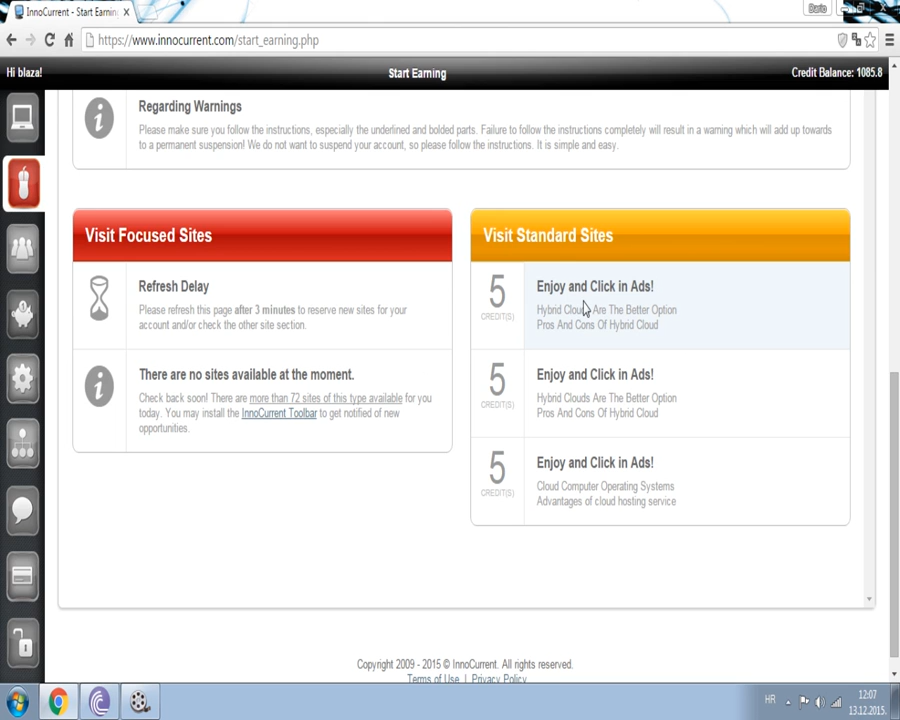 InnoCurrent - Start Earning
Dario
https://www.innocurrent.com/start_earning.php
Hi blaza!
Start Earning
Credit Balance: 1085.8
Regarding Warnings
Please make sure you follow the instructions, especially the underlined and bolded parts. Failure to follow the instructions completely will result in a warning which will add up towards
to a permanent suspension! We do not want to suspend your account, so please follow the instructions. It is simple and easy.
Visit Focused Sites
Refresh Delay
Please refresh this page after 3 minutes to reserve new sites for your
account and/or check the other site section.
There are no sites available at the moment.
Check back soon! There are more than 72 sites of this type available for you
today. You may install the InnoCurrent Toolbar to get notified of new
opportunities.
Visit Standard Sites
5
CREDIT(S)
Enjoy and Click in Ads!
Hybrid Clouds Are The Better Option
Pros And Cons Of Hybrid Cloud
5
CREDIT(S)
Enjoy and Click in Ads!
Hybrid Clouds Are The Better Option
Pros And Cons Of Hybrid Cloud
5
CREDIT(S)
Enjoy and Click in Ads!
Cloud Computer Operating Systems
Advantages of cloud hosting service
Copyright 2009 - 2015 © InnoCurrent. All rights reserved.
Terms of Use | Privacy Policy
HR
12:07
13.12.2015.